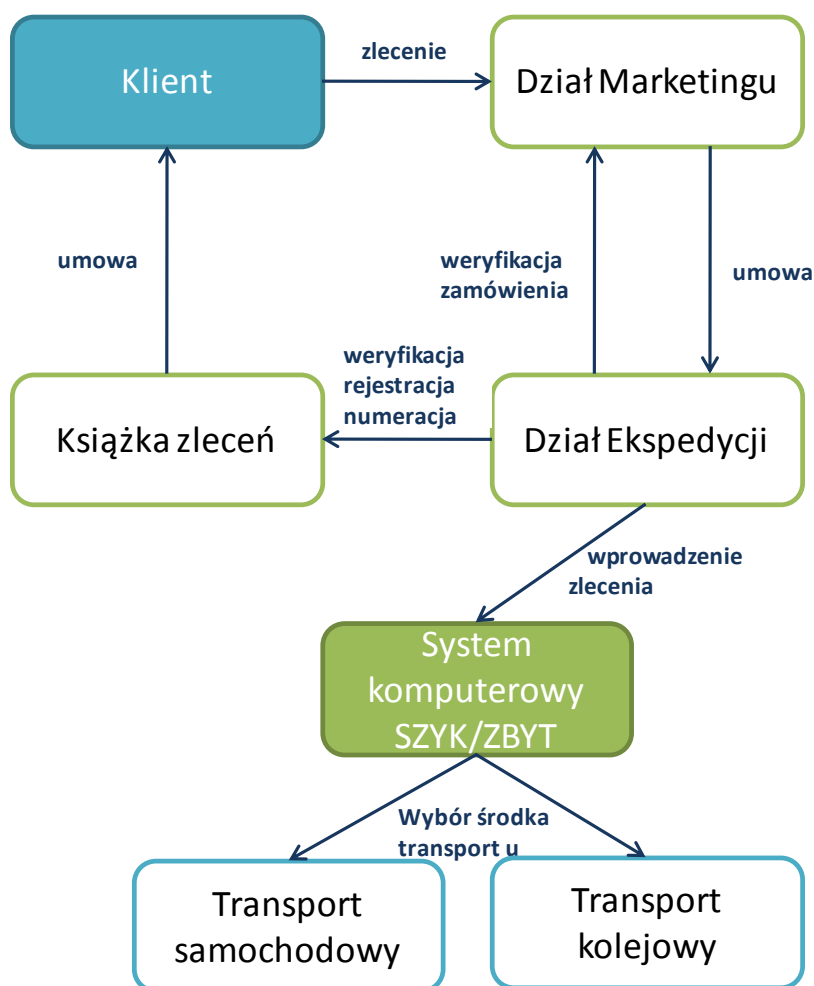 Klient
zlecenie
Dział Marketingu
umowa
weryfikacja
zamówienia
umowa
weryfikacja
rejestracja
numeracja
Książka zleceń
Dział Ekspedycji
wprowadzenie
zlecenia
System
komputerowy
SZYK/ZBYT
Wybór środka
transport u
Transport
samochodowy
Transport
kolejowy